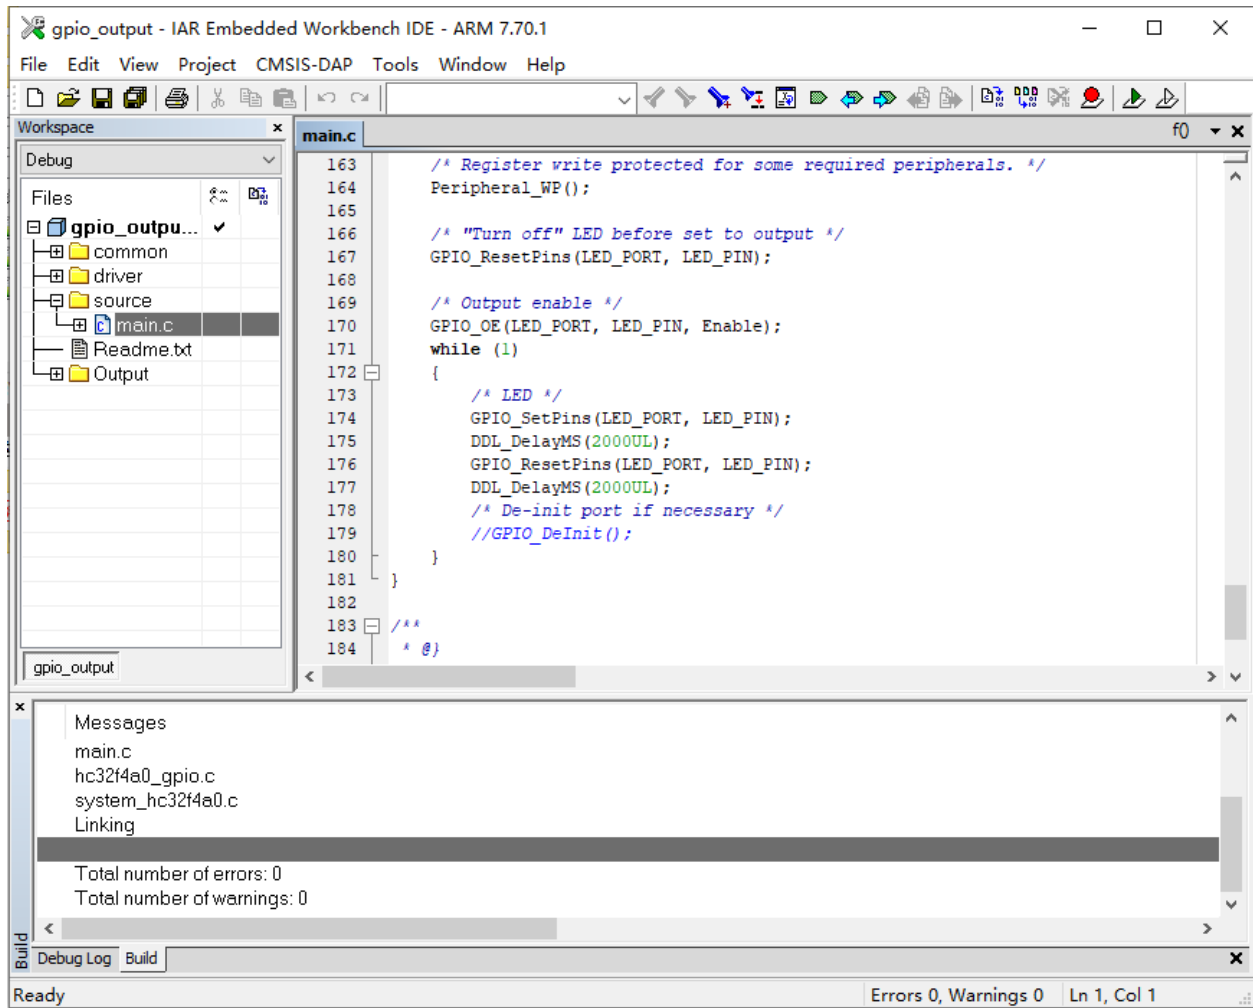 gpio_output - IAR Embedded Workbench IDE - ARM 7.70.1
File Edit View Project CMSIS-DAP Tools Window Help
Workspace
Debug
Files
gpio_outpu...
common
driver
source
main.c
Readme.txt
Output
gpio_output
main.c
f()
163 /* Register write protected for some required peripherals. */
164 Peripheral_WP();
165
166 /* "Turn off" LED before set to output */
167 GPIO_ResetPins(LED_PORT, LED_PIN);
168
169 /* Output enable */
170 GPIO_OE(LED_PORT, LED_PIN, Enable);
171 while (1)
172 {
173 /* LED */
174 GPIO_SetPins(LED_PORT, LED_PIN);
175 DDL_DelayMS(2000UL);
176 GPIO_ResetPins(LED_PORT, LED_PIN);
177 DDL_DelayMS(2000UL);
178 /* De-init port if necessary */
179 //GPIO_DeInit();
180 }
181 }
182
183 /**
184 * @}
Messages
main.c
hc32f4a0_gpio.c
system_hc32f4a0.c
Linking
Total number of errors: 0
Total number of warnings: 0
Build
Debug Log Build
Ready Errors 0, Warnings 0 Ln 1, Col 1